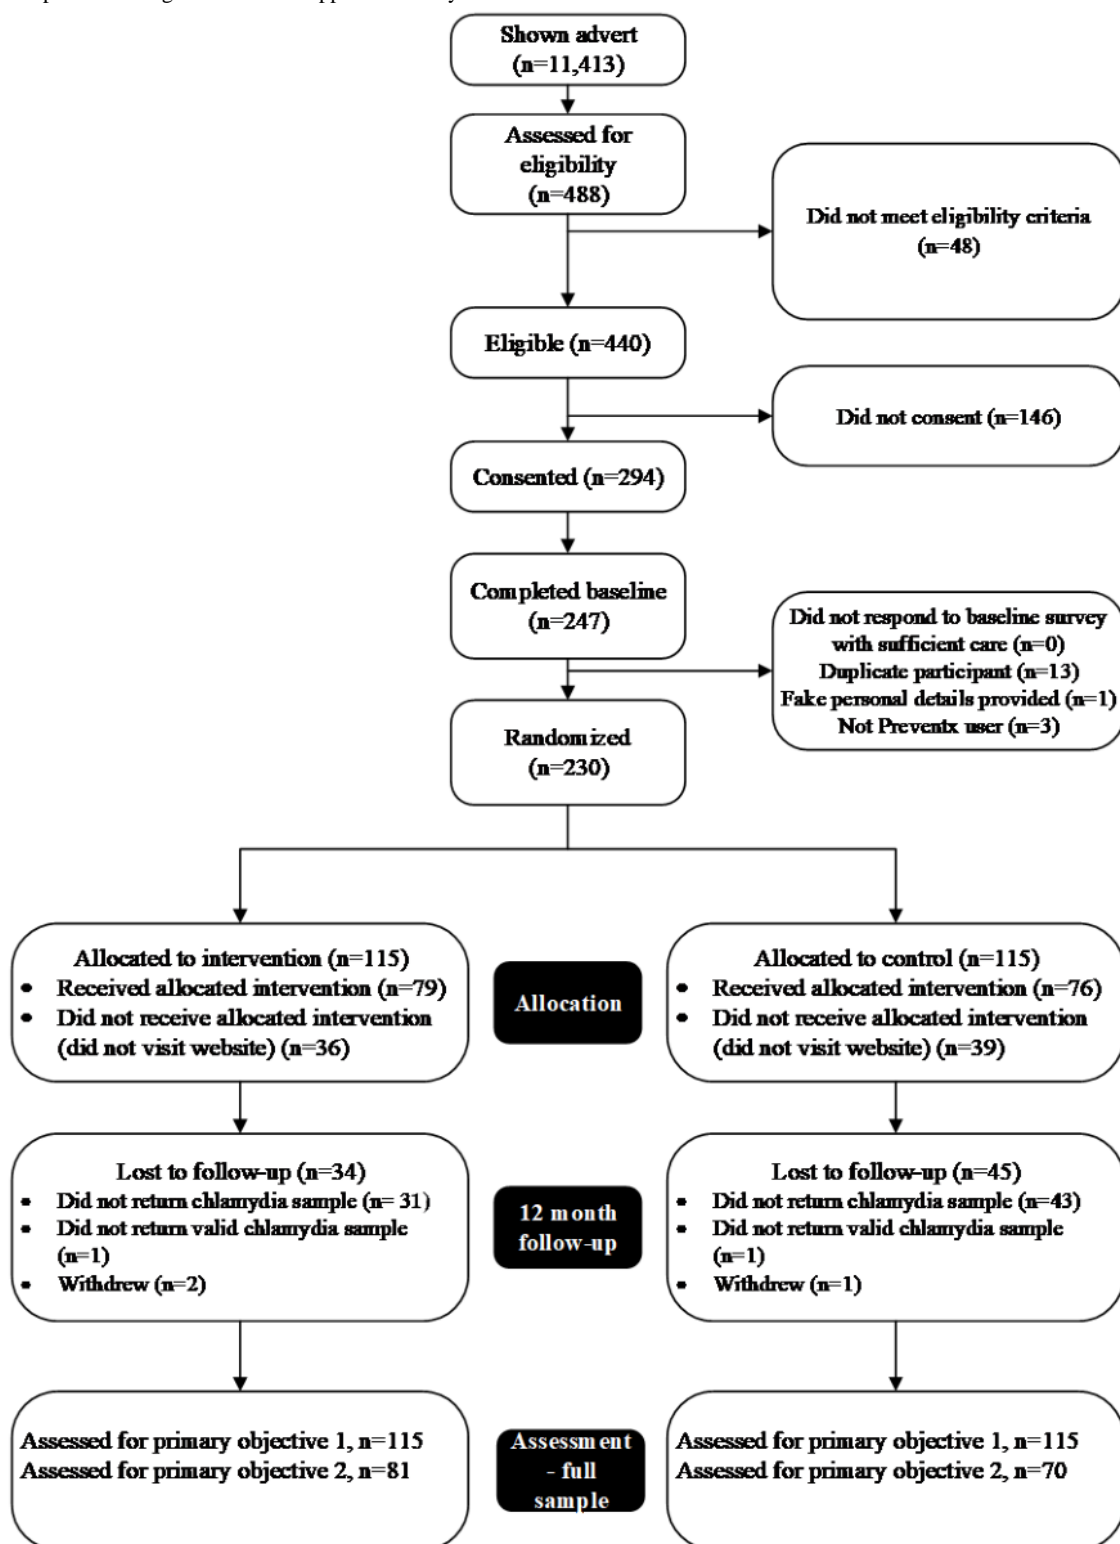 Shown advert
(n=11,413)
Assessed for
eligibility
(n=488)
Did not meet eligibility criteria
(n=48)
Eligible (n=440)
Did not consent (n=146)
Consented (n=294)
Completed baseline
(n=247)
Did not respond to baseline survey
with sufficient care (n=0)
Duplicate participant (n=13)
Fake personal details provided (n=1)
Not Preventx user (n=3)
Randomized
(n=230)
Allocated to intervention (n=115)
• Received allocated intervention (n=79)
• Did not receive allocated intervention
(did not visit website) (n=36)
Allocation
Allocated to control (n=115)
• Received allocated intervention (n=76)
• Did not receive allocated intervention
(did not visit website) (n=39)
Lost to follow-up (n=34)
• Did not return chlamydia sample (n= 31)
• Did not return valid chlamydia sample
(n=1)
• Withdrew (n=2)
12 month
follow-up
Lost to follow-up (n=45)
• Did not return chlamydia sample (n=43)
• Did not return valid chlamydia sample
(n=1)
• Withdrew (n=1)
Assessed for primary objective 1, n=115
Assessed for primary objective 2, n=81
Assessment
- full
sample
Assessed for primary objective 1, n=115
Assessed for primary objective 2, n=70